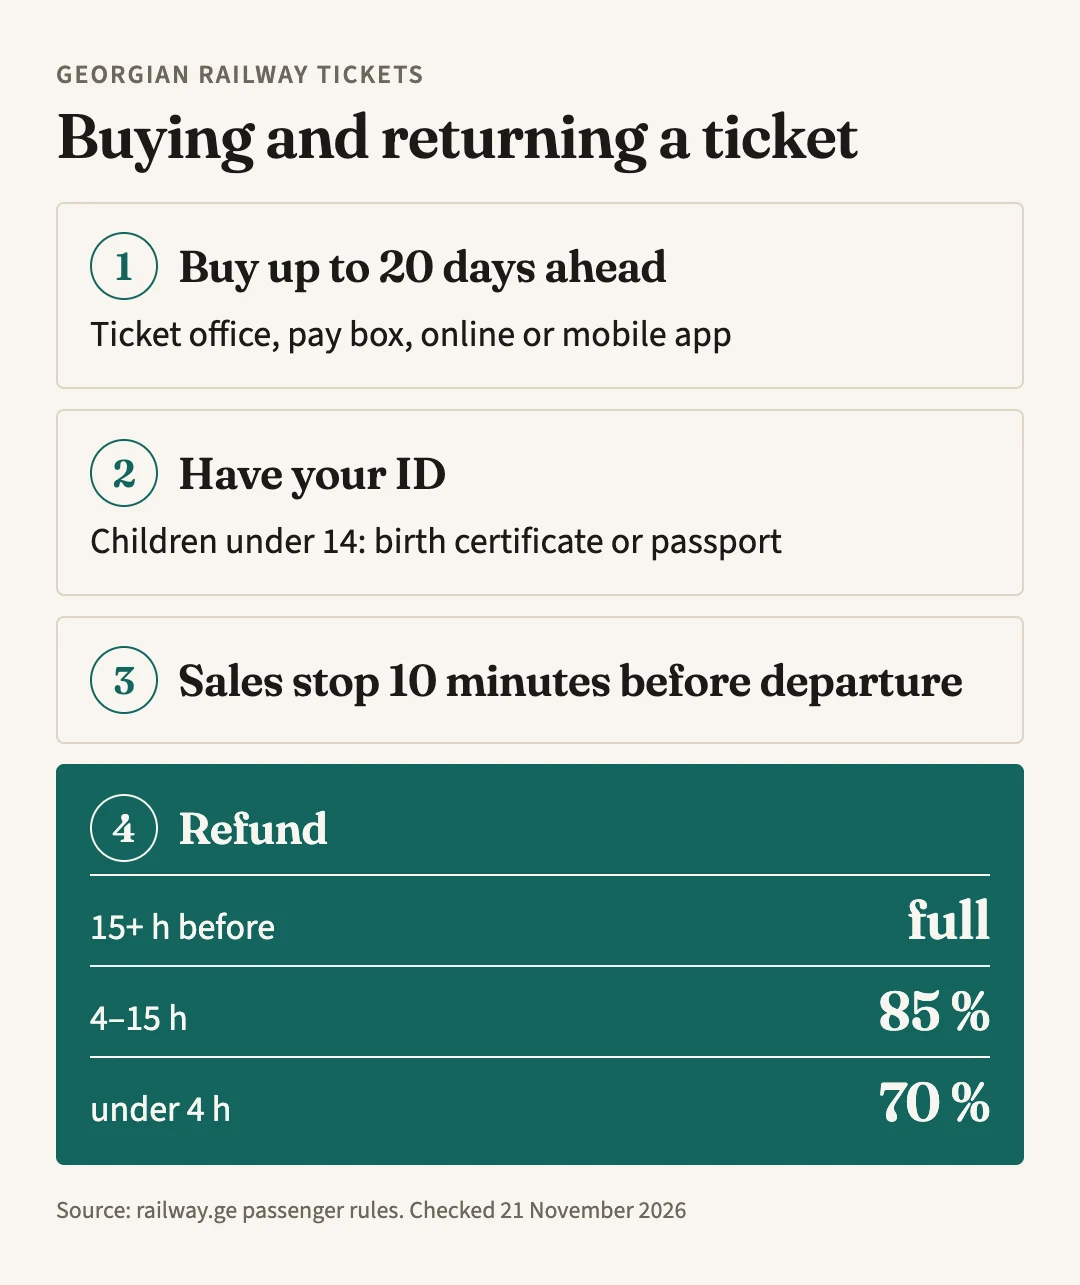 GEORGIAN RAILWAY TICKETS
Buying and returning a ticket
1 Buy up to 20 days ahead
Ticket office, pay box, online or mobile app
2 Have your ID
Children under 14: birth certificate or passport
3 Sales stop 10 minutes before departure
4 Refund
15+ h before full
4–15 h 85 %
under 4 h 70 %
Source: railway.ge passenger rules. Checked 21 November 2026